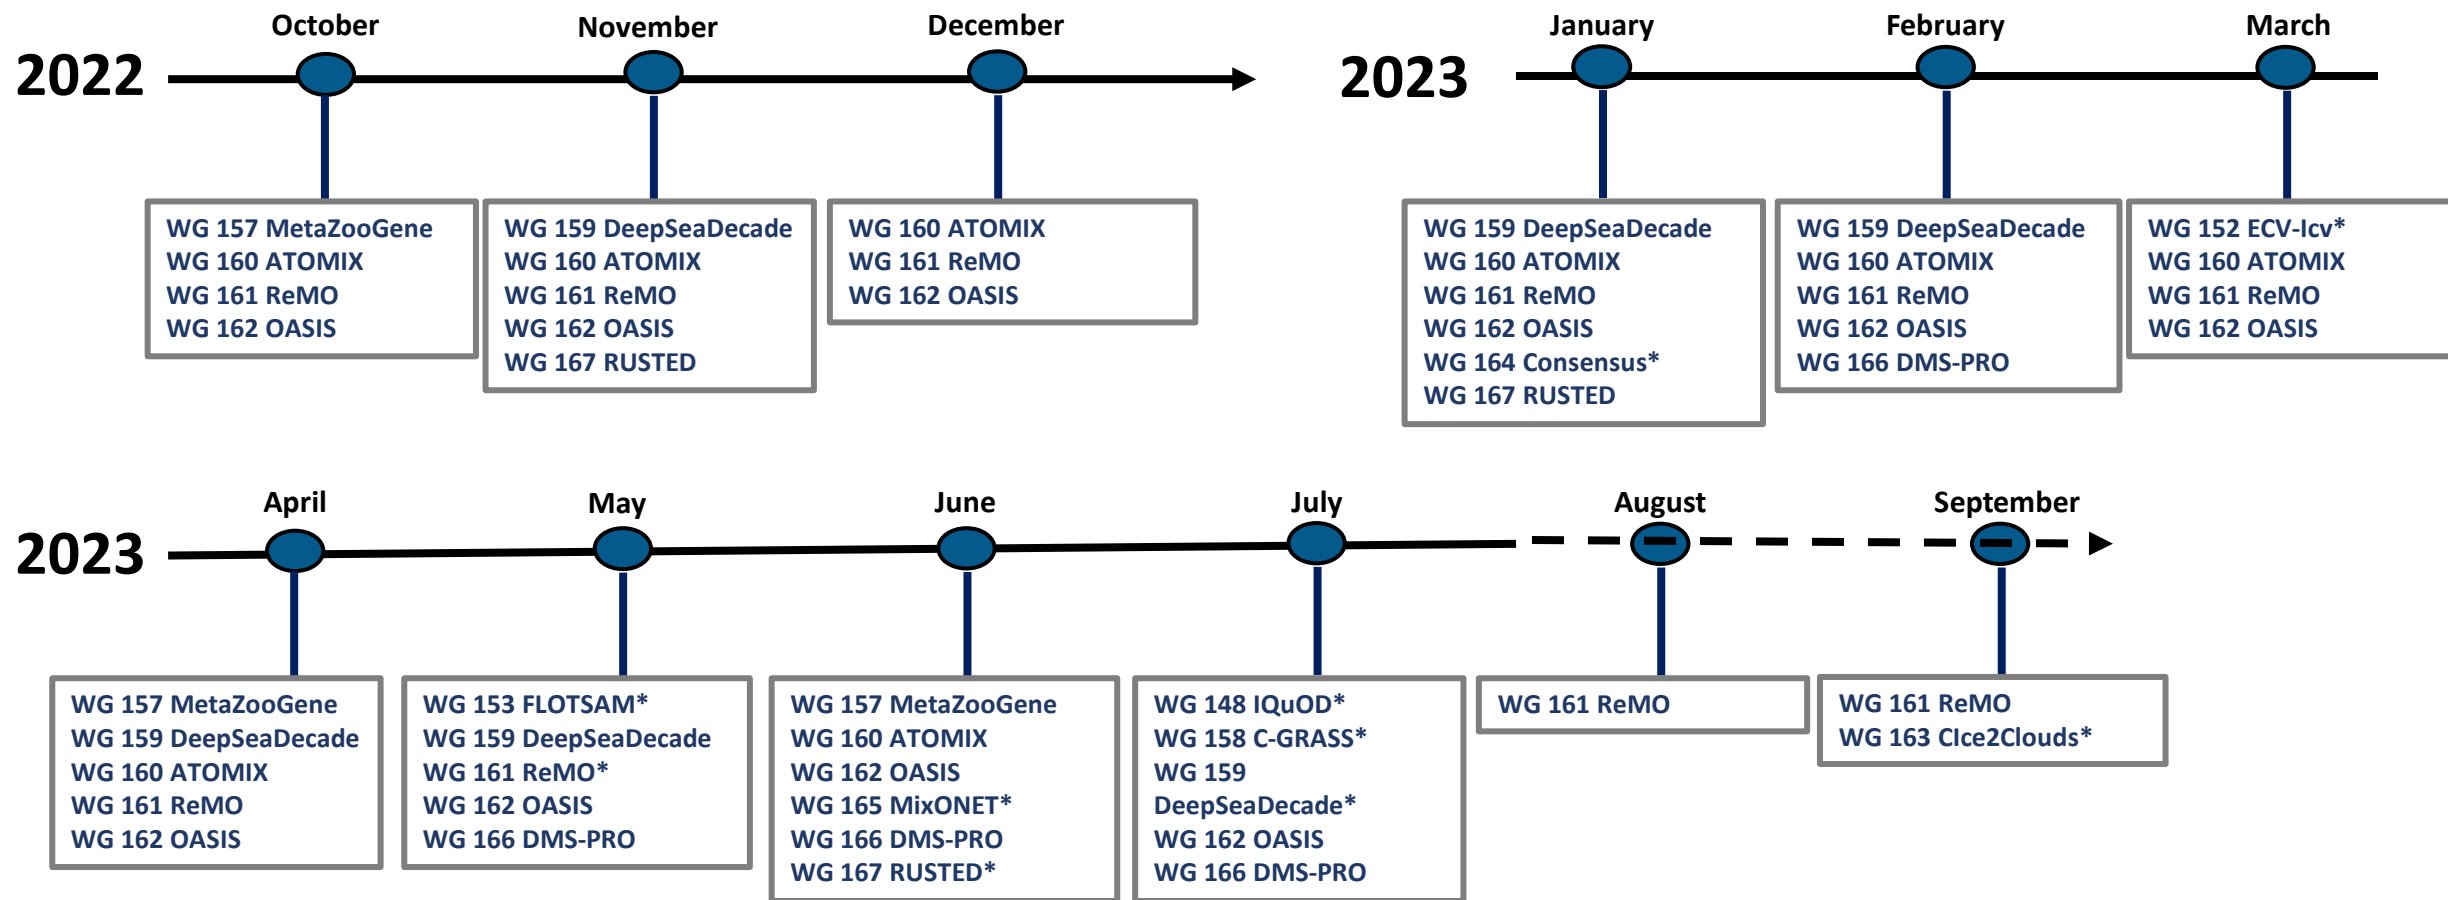 2022
October
WG 157 MetaZooGene
WG 160 ATOMIX
WG 161 ReMO
WG 162 OASIS
November
WG 159 DeepSeaDecade
WG 160 ATOMIX
WG 161 ReMO
WG 162 OASIS
WG 167 RUSTED
December
WG 160 ATOMIX
WG 161 ReMO
WG 162 OASIS
2023
January
WG 159 DeepSeaDecade
WG 160 ATOMIX
WG 161 ReMO
WG 162 OASIS
WG 164 Consensus*
WG 167 RUSTED
February
WG 159 DeepSeaDecade
WG 160 ATOMIX
WG 161 ReMO
WG 162 OASIS
WG 166 DMS-PRO
March
WG 152 ECV-Icv*
WG 160 ATOMIX
WG 161 ReMO
WG 162 OASIS
2023
April
WG 157 MetaZooGene
WG 159 DeepSeaDecade
WG 160 ATOMIX
WG 161 ReMO
WG 162 OASIS
May
WG 153 FLOTSAM*
WG 159 DeepSeaDecade
WG 161 ReMO*
WG 162 OASIS
WG 166 DMS-PRO
June
WG 157 MetaZooGene
WG 160 ATOMIX
WG 162 OASIS
WG 165 MixONET*
WG 166 DMS-PRO
WG 167 RUSTED*
July
WG 148 IQuOD*
WG 158 C-GRASS*
WG 159
DeepSeaDecade*
WG 162 OASIS
WG 166 DMS-PRO
August
WG 161 ReMO
September
WG 161 ReMO
WG 163 CIce2Clouds*